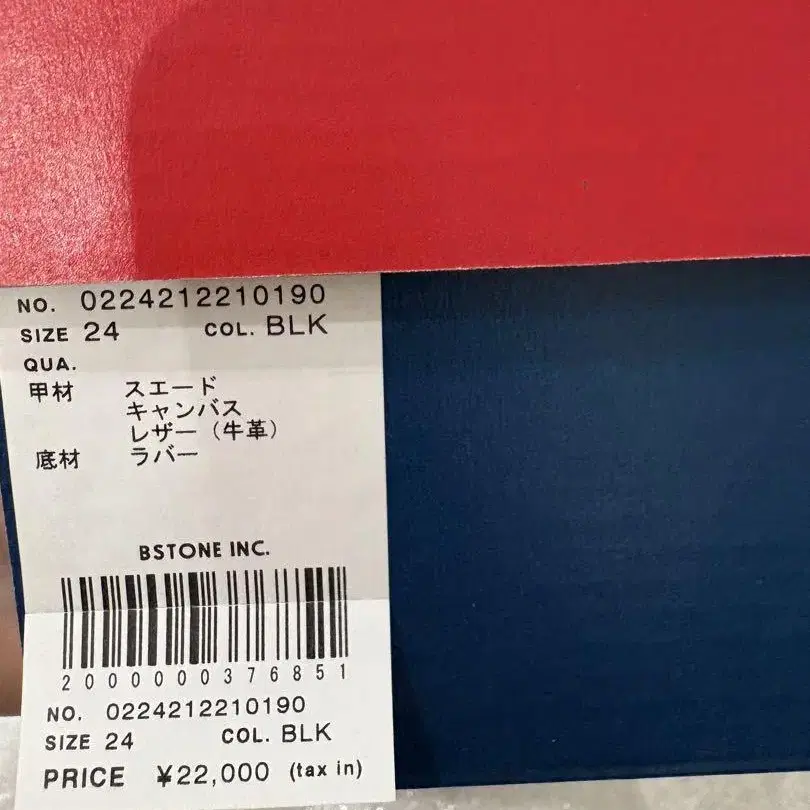 NO. 0224212210190
SIZE 24 COL. BLK
QUA.
甲材 スエード
キャンバス
レザー（牛革）
底材 ラバー
BSTONE INC.
2000000376851
NO. 0224212210190
SIZE 24 COL. BLK
PRICE ¥22,000 (tax in)